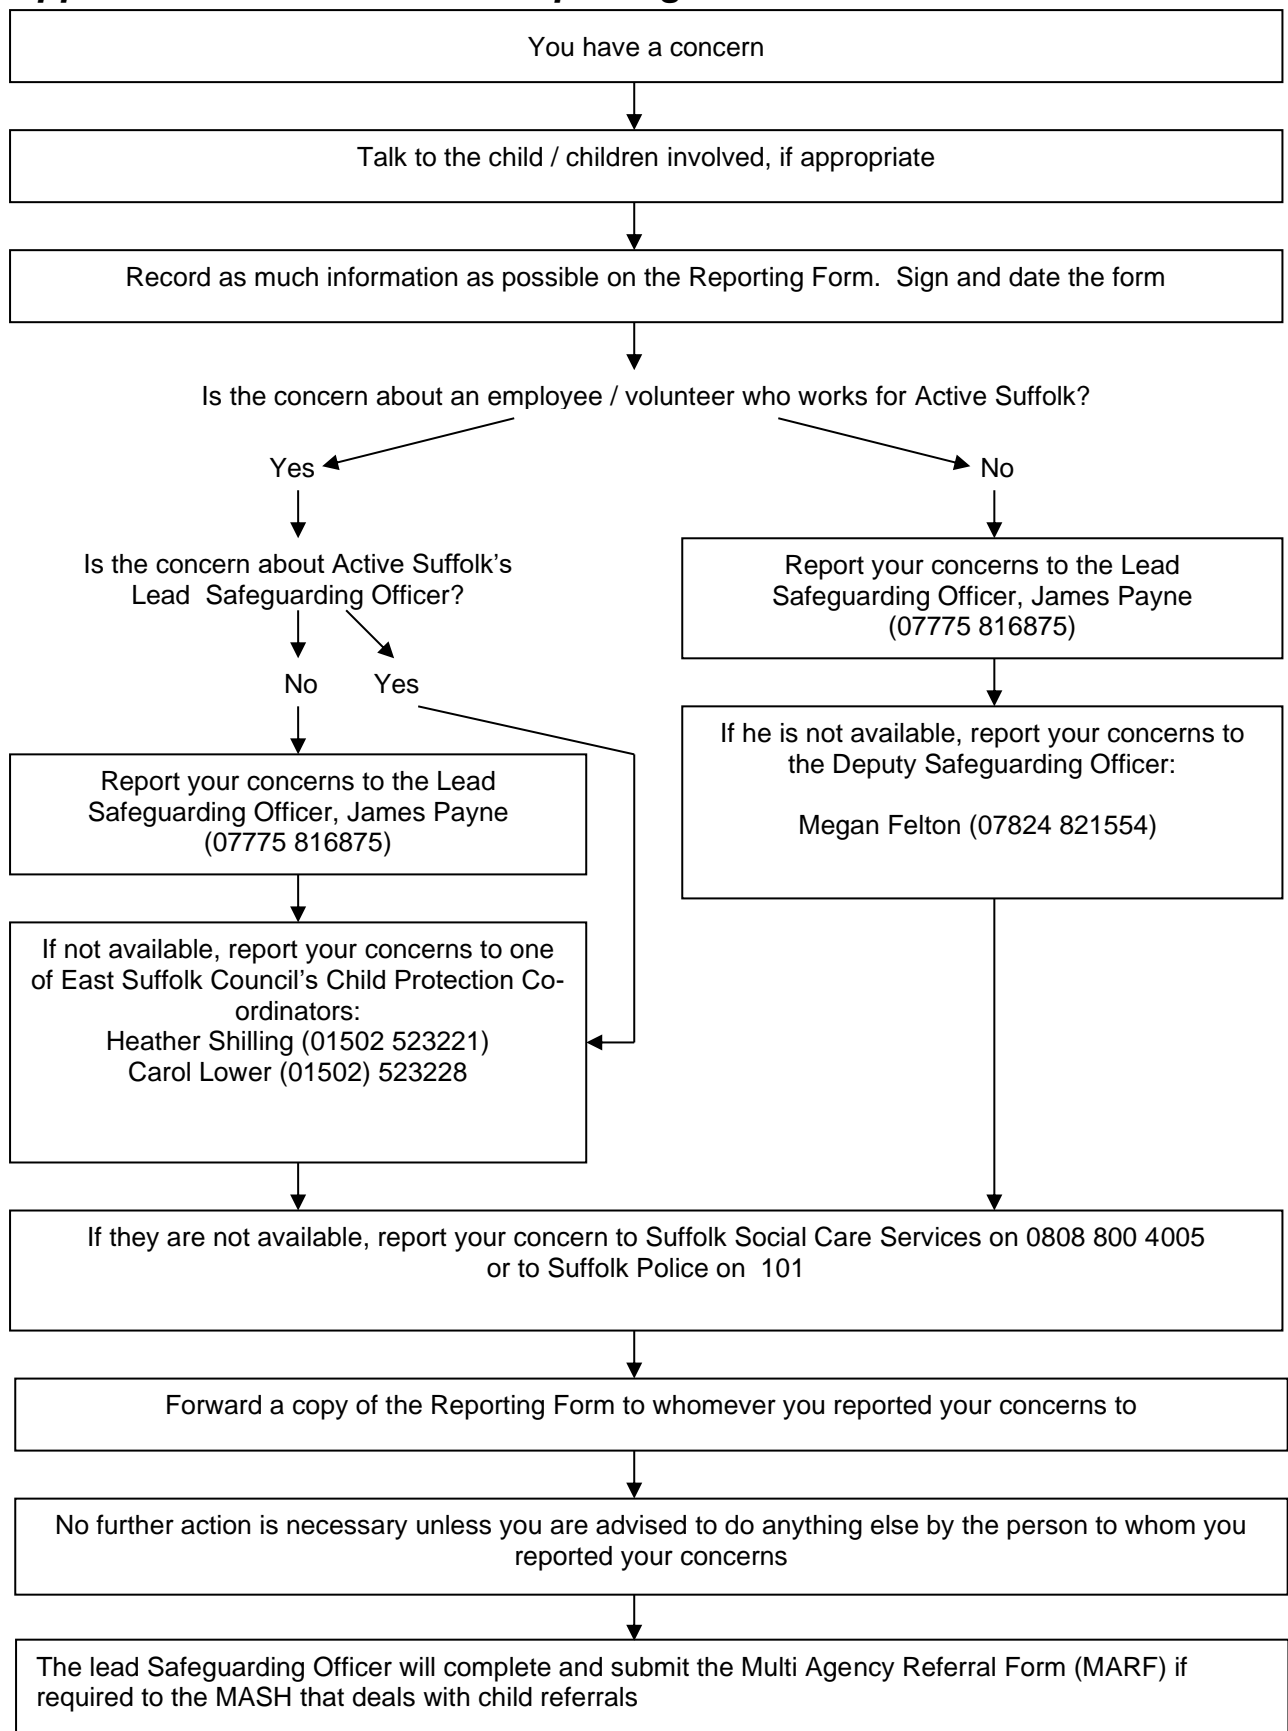 You have a concern
Talk to the child / children involved, if appropriate
Record as much information as possible on the Reporting Form.  Sign and date the form
Is the concern about an employee / volunteer who works for Active Suffolk?
Yes
No
Is the concern about Active Suffolk’s
Lead  Safeguarding Officer?
No
Yes
Report your concerns to the Lead
Safeguarding Officer, James Payne
(07775 816875)
If he is not available, report your concerns to
the Deputy Safeguarding Officer:
Megan Felton (07824 821554)
Report your concerns to the Lead
Safeguarding Officer, James Payne
(07775 816875)
If not available, report your concerns to one
of East Suffolk Council’s Child Protection Co-
ordinators:
Heather Shilling (01502 523221)
Carol Lower (01502) 523228
If they are not available, report your concern to Suffolk Social Care Services on 0808 800 4005
or to Suffolk Police on  101
Forward a copy of the Reporting Form to whomever you reported your concerns to
No further action is necessary unless you are advised to do anything else by the person to whom you
reported your concerns
The lead Safeguarding Officer will complete and submit the Multi Agency Referral Form (MARF) if
required to the MASH that deals with child referrals